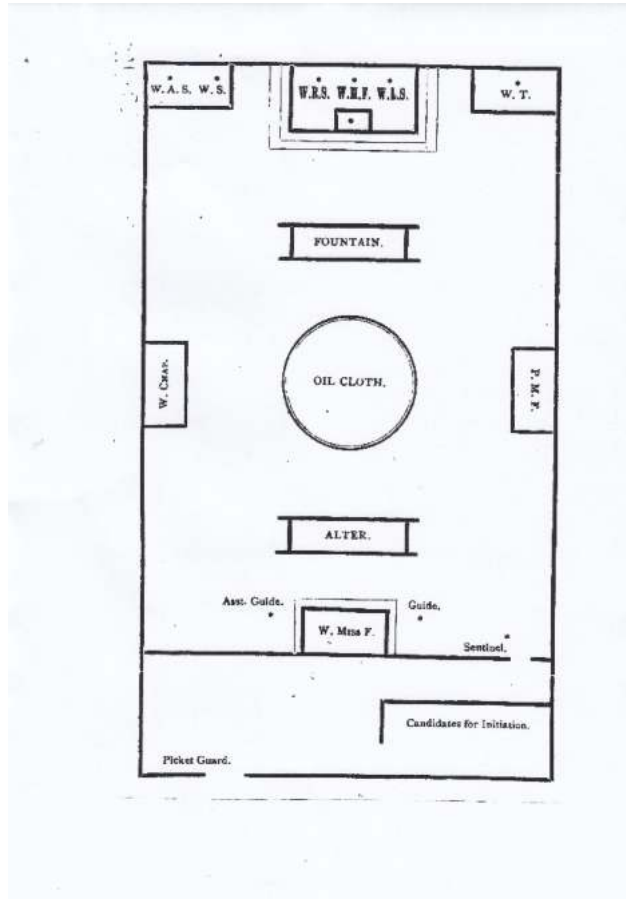 W. A. S. W. S.
W.R.S. W.M.F. W.L.S.
W. T.
FOUNTAIN.
W. CHAP.
OIL CLOTH.
P. M. F.
ALTER.
Asst. Guide.
Guide.
W. Miss F.
Sentinel.
Candidates for Initiation.
Picket Guard.